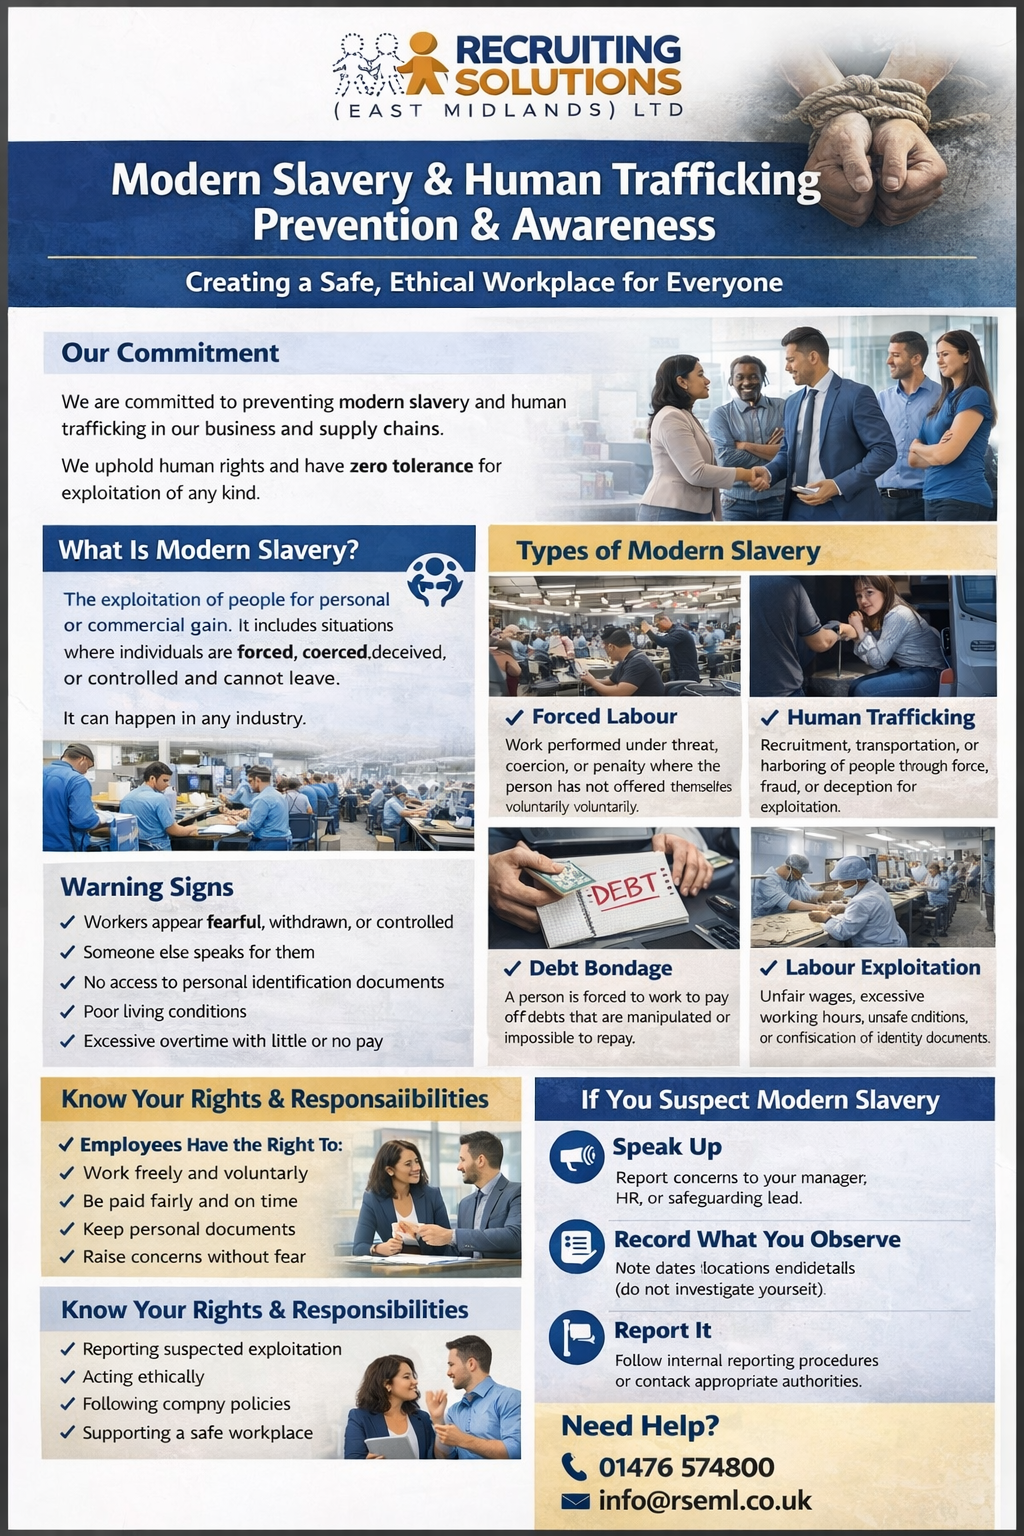 RECRUITING
SOLUTIONS
(EAST MIDLANDS) LTD
Modern Slavery & Human Trafficking
Prevention & Awareness
Creating a Safe, Ethical Workplace for Everyone
Our Commitment
We are committed to preventing modern slavery and human
trafficking in our business and supply chains.
We uphold human rights and have zero tolerance for
exploitation of any kind.
What Is Modern Slavery?
The exploitation of people for personal
or commercial gain. It includes situations
where individuals are forced, coerced,deceived,
or controlled and cannot leave.
It can happen in any industry.
Warning Signs
✓ Workers appear fearful, withdrawn, or controlled
✓ Someone else speaks for them
✓ No access to personal identification documents
✓ Poor living conditions
✓ Excessive overtime with little or no pay
Types of Modern Slavery
✓ Forced Labour
Work performed under threat,
coercion, or penalty where the
person has not offered themselfes
voluntarily voluntarily.
✓ Human Trafficking
Recruitment, transportation, or
harboring of people through force,
fraud, or deception for
exploitation.
DEBT
✓ Debt Bondage
A person is forced to work to pay
off debts that are manipulated or
impossible to repay.
✓ Labour Exploitation
Unfair wages, excessive
working hours, unsafe cnditions,
or confisication of identity documents.
Know Your Rights & Responsaiibilities
✓ Employees Have the Right To:
✓ Work freely and voluntarly
✓ Be paid fairly and on time
✓ Keep personal documents
✓ Raise concerns without fear
Know Your Rights & Responsibilities
✓ Reporting suspected exploitation
✓ Acting ethically
✓ Following compny policies
✓ Supporting a safe workplace
If You Suspect Modern Slavery
Speak Up
Report concerns to your manager,
HR, or safeguarding lead.
Record What You Observe
Note dates locations endidetalls
(do not investigate yourseit).
Report It
Follow internal reporting procedures
or contack appropriate authorities.
Need Help?
01476 574800
info@rseml.co.uk